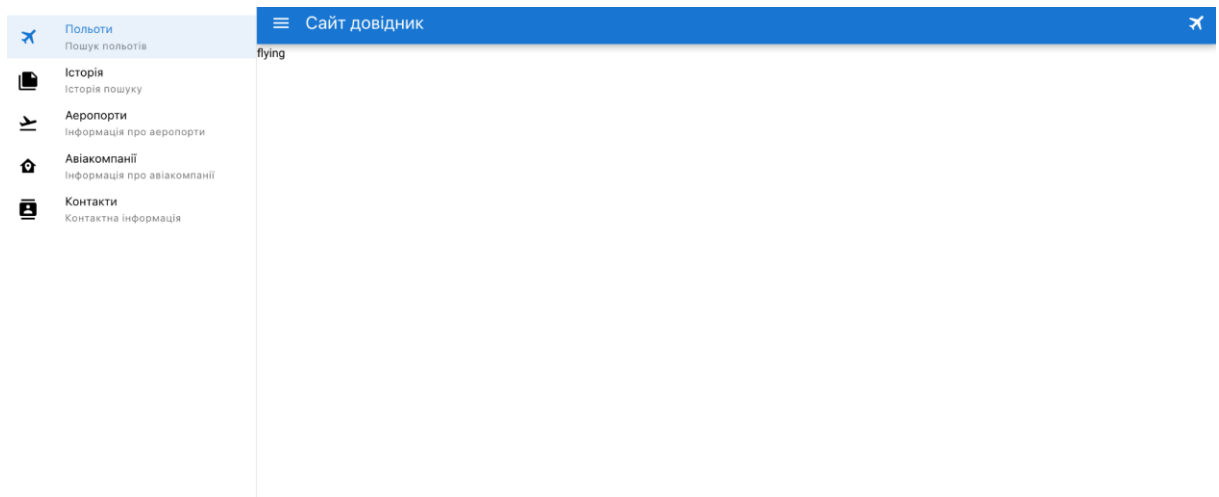 Польоти
Пошук польотів
Історія
Історія пошуку
Аеропорти
Інформація про аеропорти
Авіакомпанії
Інформація про авіакомпанії
Контакти
Контактна інформація
Сайт довідник
flying